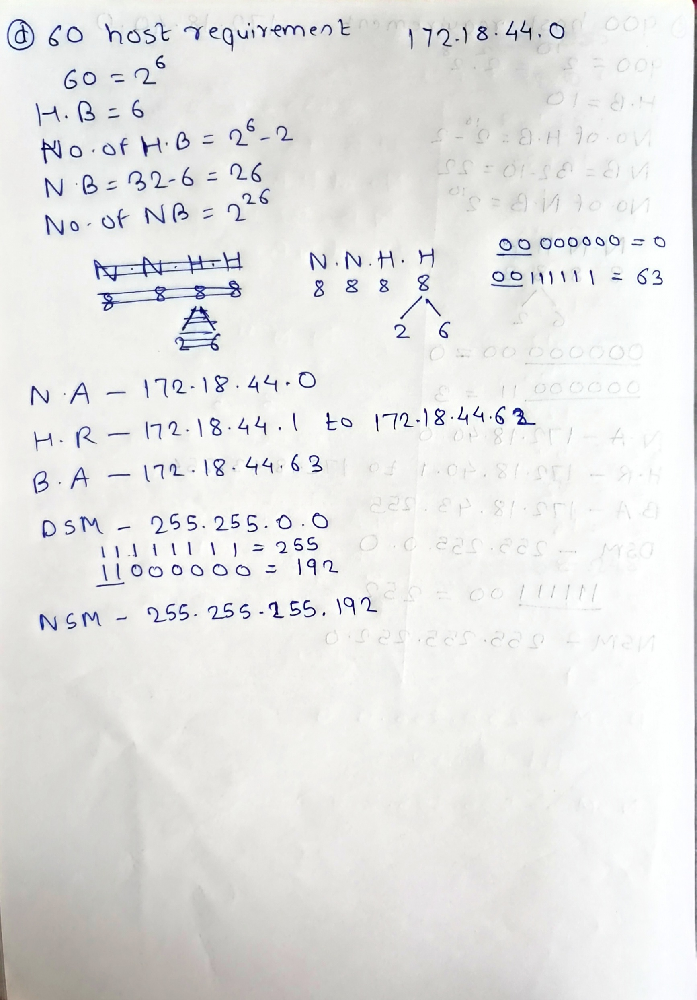 (d) 60 host requirement 172.18.44.0
60 = 2^6
H.B = 6
No. of H.B = 2^6 - 2
N.B = 32-6 = 26
No. of NB = 2^26
N.N.H.H
8 8 8 8
2 6
N.N.H.H
8 8 8 8
2 6
00 000000 = 0
00111111 = 63
N.A — 172.18.44.0
H.R — 172.18.44.1 to 172.18.44.62
B.A — 172.18.44.63
DSM - 255.255.0.0
11111111 = 255
11000000 = 192
NSM - 255.255.255.192